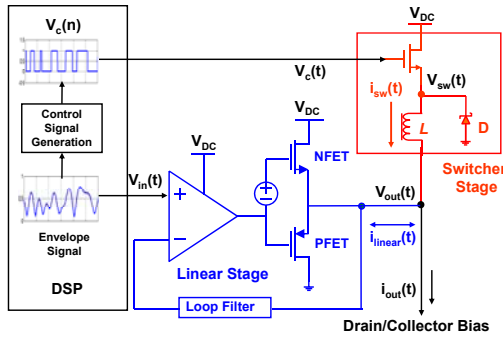 V_c(n)
Control
Signal
Generation
Envelope
Signal
DSP
V_in(t)
V_c(t)
V_DC
i_sw(t)
V_sw(t)
L
D
Switcher
Stage
V_DC
V_DC
NFET
PFET
+
−
+
−
Linear Stage
Loop Filter
V_out(t)
i_linear(t)
i_out(t)
Drain/Collector Bias